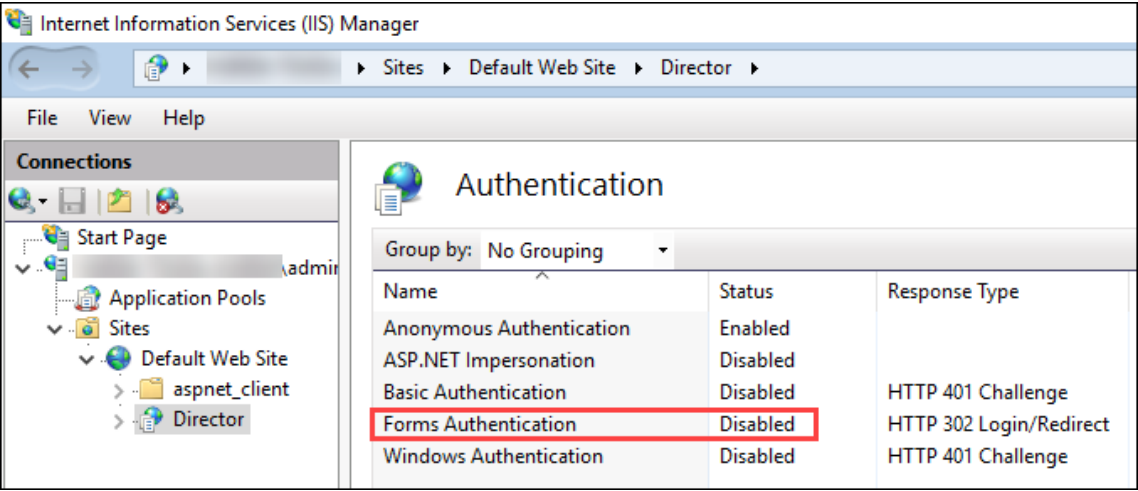 Internet Information Services (IIS) Manager
Sites Default Web Site Director
File View Help
Connections
Start Page
\admin
Application Pools
Sites
Default Web Site
aspnet_client
Director
Authentication
Group by: No Grouping
Name Status Response Type
Anonymous Authentication Enabled
ASP.NET Impersonation Disabled
Basic Authentication Disabled HTTP 401 Challenge
Forms Authentication Disabled HTTP 302 Login/Redirect
Windows Authentication Disabled HTTP 401 Challenge